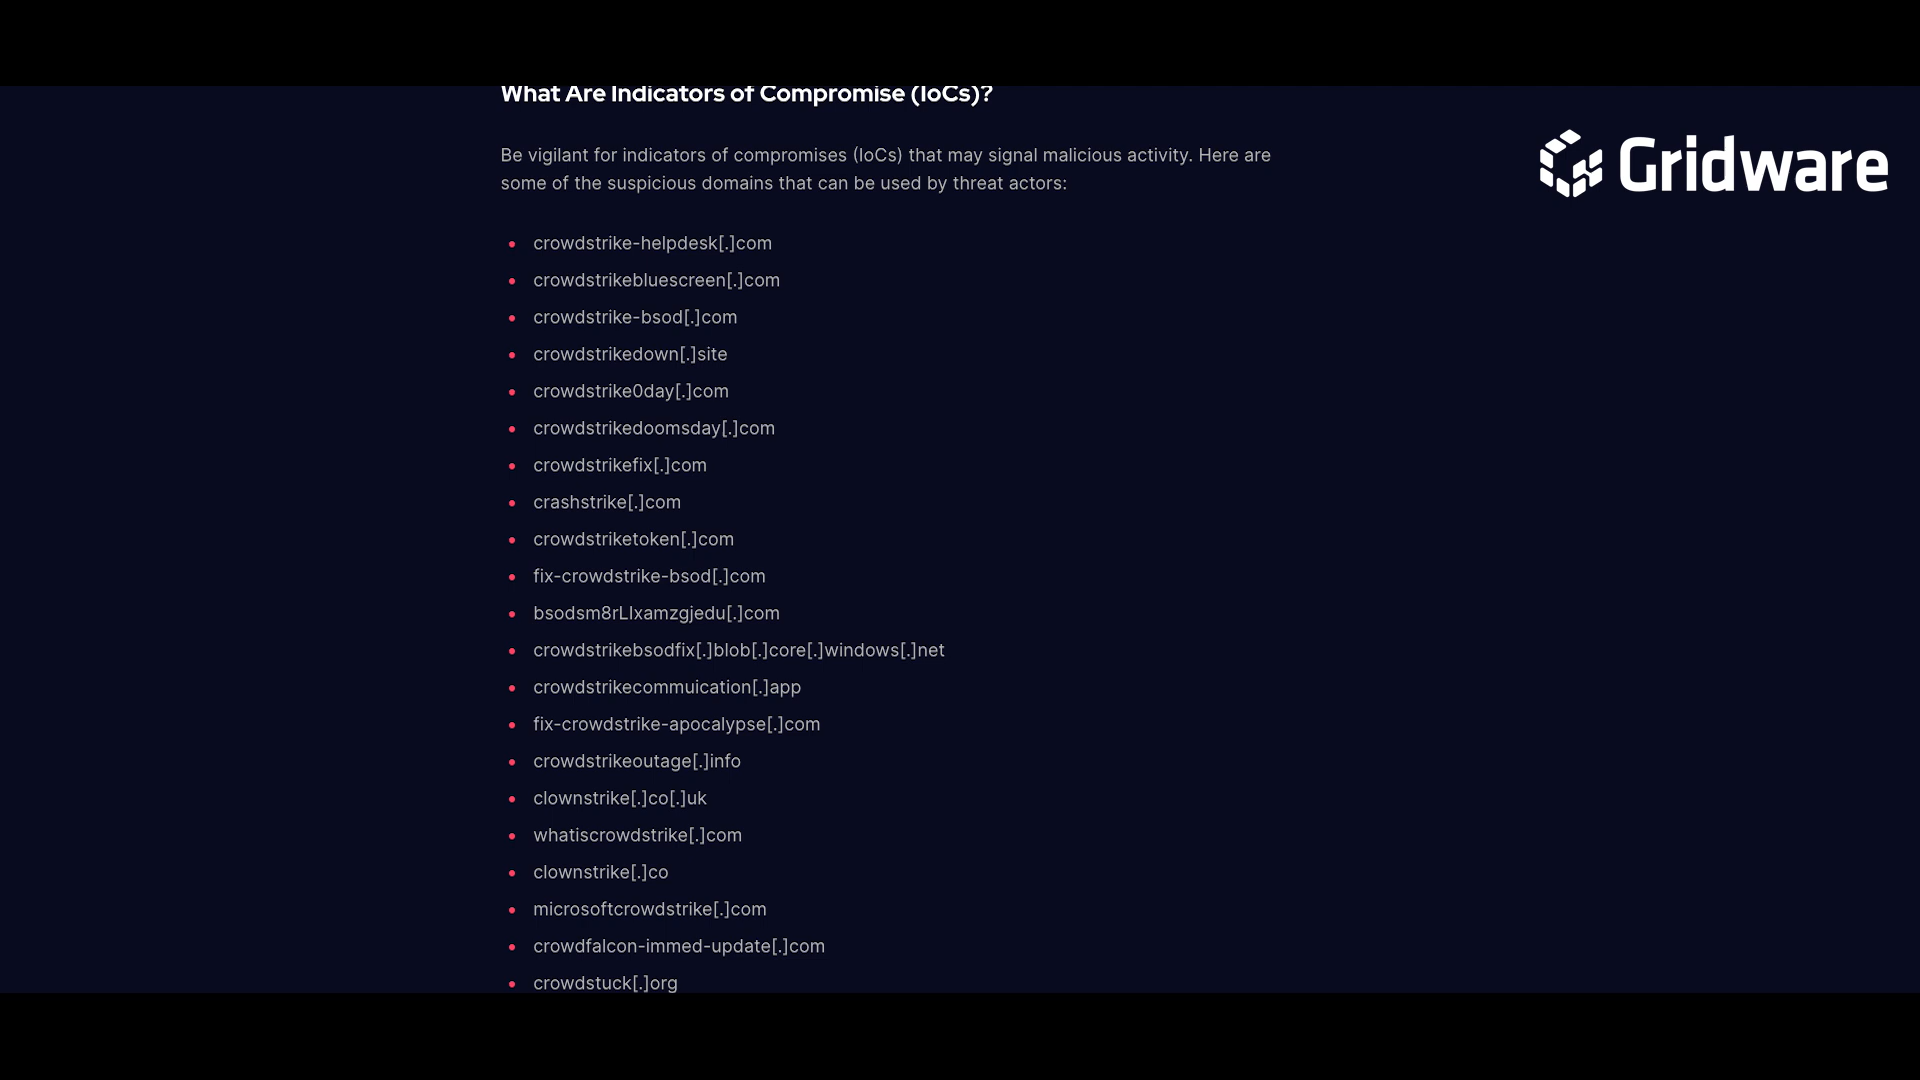 What Are Indicators of Compromise (IoCs)?
Be vigilant for indicators of compromises (IoCs) that may signal malicious activity. Here are
some of the suspicious domains that can be used by threat actors:
Gridware
• crowdstrike-helpdesk[.]com
• crowdstrikebluescreen[.]com
• crowdstrike-bsod[.]com
• crowdstrikedown[.]site
• crowdstrike0day[.]com
• crowdstrikedoomsday[.]com
• crowdstrikefix[.]com
• crashstrike[.]com
• crowdstriketoken[.]com
• fix-crowdstrike-bsod[.]com
• bsodsm8rLIxamzgjedu[.]com
• crowdstrikebsodfix[.]blob[.]core[.]windows[.]net
• crowdstrikecommuication[.]app
• fix-crowdstrike-apocalypse[.]com
• crowdstrikeoutage[.]info
• clownstrike[.]co[.]uk
• whatiscrowdstrike[.]com
• clownstrike[.]co
• microsoftcrowdstrike[.]com
• crowdfalcon-immed-update[.]com
• crowdstuck[.]org